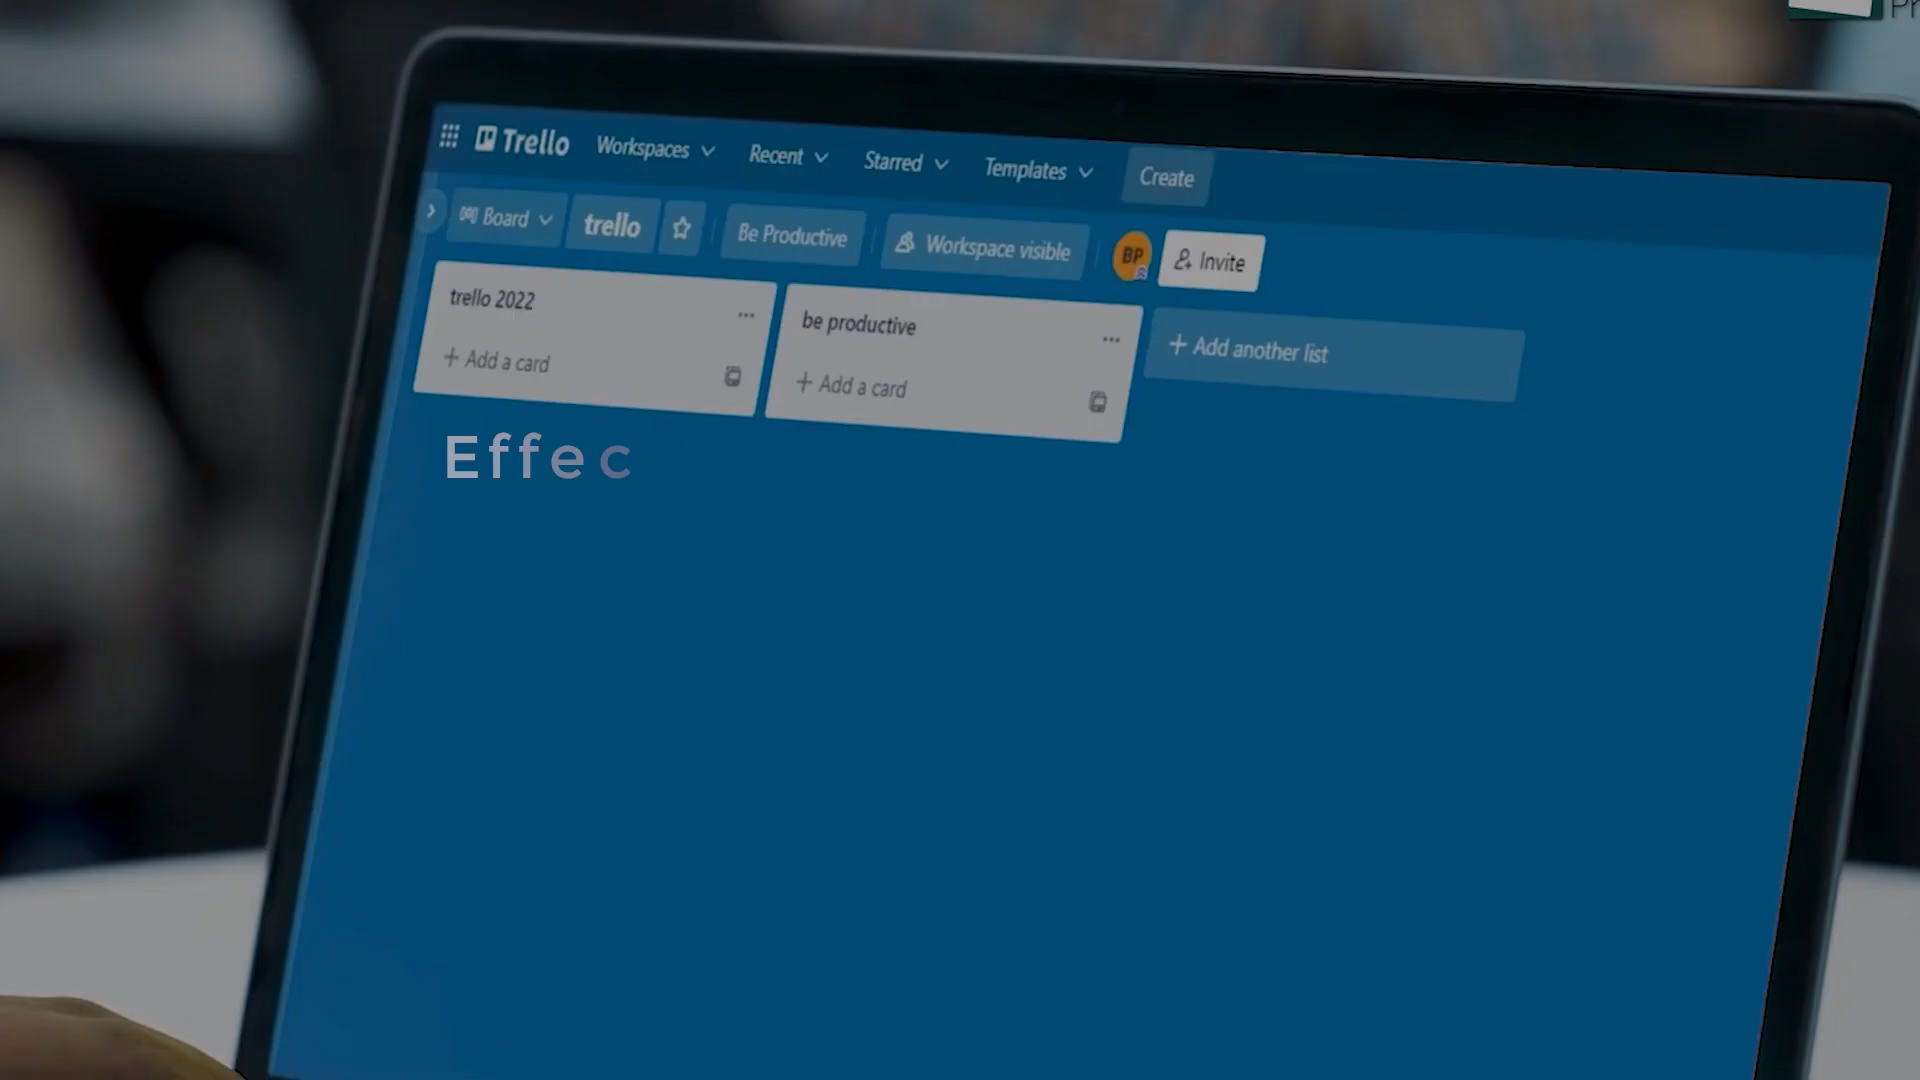 Trello Workspaces Recent Starred Templates Create
Board trello Be Productive Workspace visible BP Invite
trello 2022
+ Add a card
be productive
+ Add a card
+ Add another list
Effec